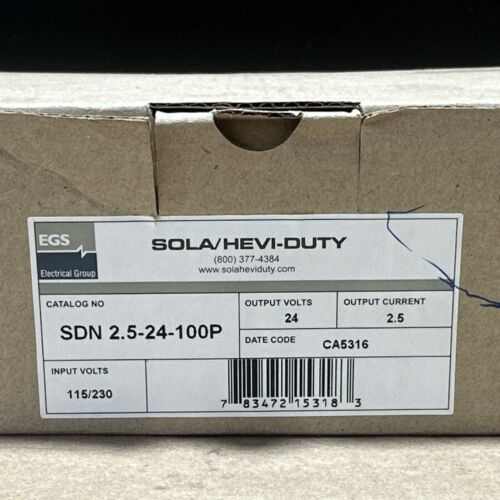 EGS
Electrical Group
SOLA/HEVI-DUTY
(800) 377-4384
www.solaheviduty.com
CATALOG NO
SDN 2.5-24-100P
OUTPUT VOLTS
24
OUTPUT CURRENT
2.5
DATE CODE
CA5316
INPUT VOLTS
115/230
7 83472 15318 3